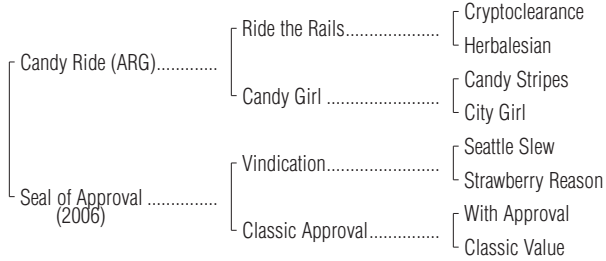 Cryptoclearance
Ride the Rails....................
Herbalesian
Candy Ride (ARG).............
Candy Stripes
Candy Girl ........................
City Girl
Seattle Slew
Vindication........................
Strawberry Reason
Seal of Approval ...............
(2006)
With Approval
Classic Approval...............
Classic Value